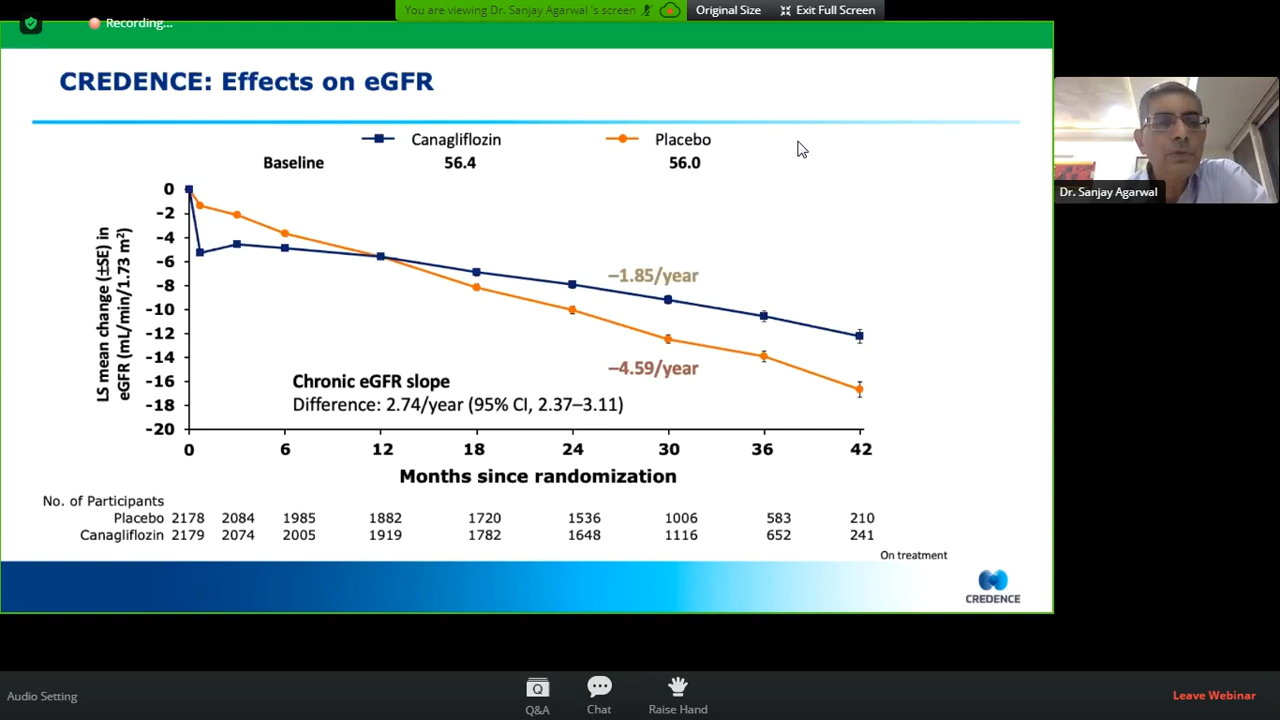 You are viewing Dr. Sanjay Agarwal 's screen
Original Size
Exit Full Screen
Recording...
CREDENCE: Effects on eGFR
Canagliflozin Placebo
Baseline 56.4 56.0
LS mean change (±SE) in
eGFR (mL/min/1.73 m²)
0
-2
-4
-6
-8
-10
-12
-14
-16
-18
-20
–1.85/year
–4.59/year
Chronic eGFR slope
Difference: 2.74/year (95% CI, 2.37–3.11)
0 6 12 18 24 30 36 42
Months since randomization
No. of Participants
Placebo 2178 2084 1985 1882 1720 1536 1006 583 210
Canagliflozin 2179 2074 2005 1919 1782 1648 1116 652 241
On treatment
CREDENCE
Dr. Sanjay Agarwal
Audio Setting
Q&A
Chat
Raise Hand
Leave Webinar